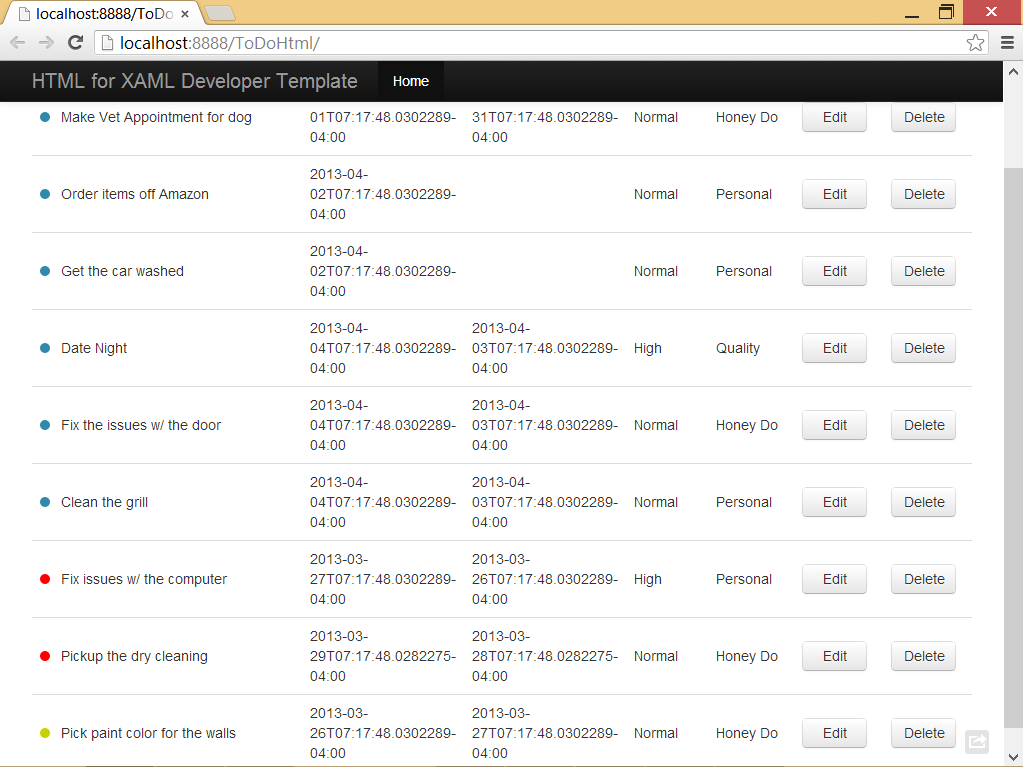 localhost:8888/ToDo
localhost:8888/ToDoHtml/
HTML for XAML Developer Template Home
Make Vet Appointment for dog 01T07:17:48.0302289-04:00 31T07:17:48.0302289-04:00 Normal Honey Do Edit Delete
Order items off Amazon 2013-04-02T07:17:48.0302289-04:00 Normal Personal Edit Delete
Get the car washed 2013-04-02T07:17:48.0302289-04:00 Normal Personal Edit Delete
Date Night 2013-04-04T07:17:48.0302289-04:00 2013-04-03T07:17:48.0302289-04:00 High Quality Edit Delete
Fix the issues w/ the door 2013-04-04T07:17:48.0302289-04:00 2013-04-03T07:17:48.0302289-04:00 Normal Honey Do Edit Delete
Clean the grill 2013-04-04T07:17:48.0302289-04:00 2013-04-03T07:17:48.0302289-04:00 Normal Personal Edit Delete
Fix issues w/ the computer 2013-03-27T07:17:48.0302289-04:00 2013-03-26T07:17:48.0302289-04:00 High Personal Edit Delete
Pickup the dry cleaning 2013-03-29T07:17:48.0282275-04:00 2013-03-28T07:17:48.0282275-04:00 Normal Honey Do Edit Delete
Pick paint color for the walls 2013-03-26T07:17:48.0302289-04:00 2013-03-27T07:17:48.0302289-04:00 Normal Honey Do Edit Delete